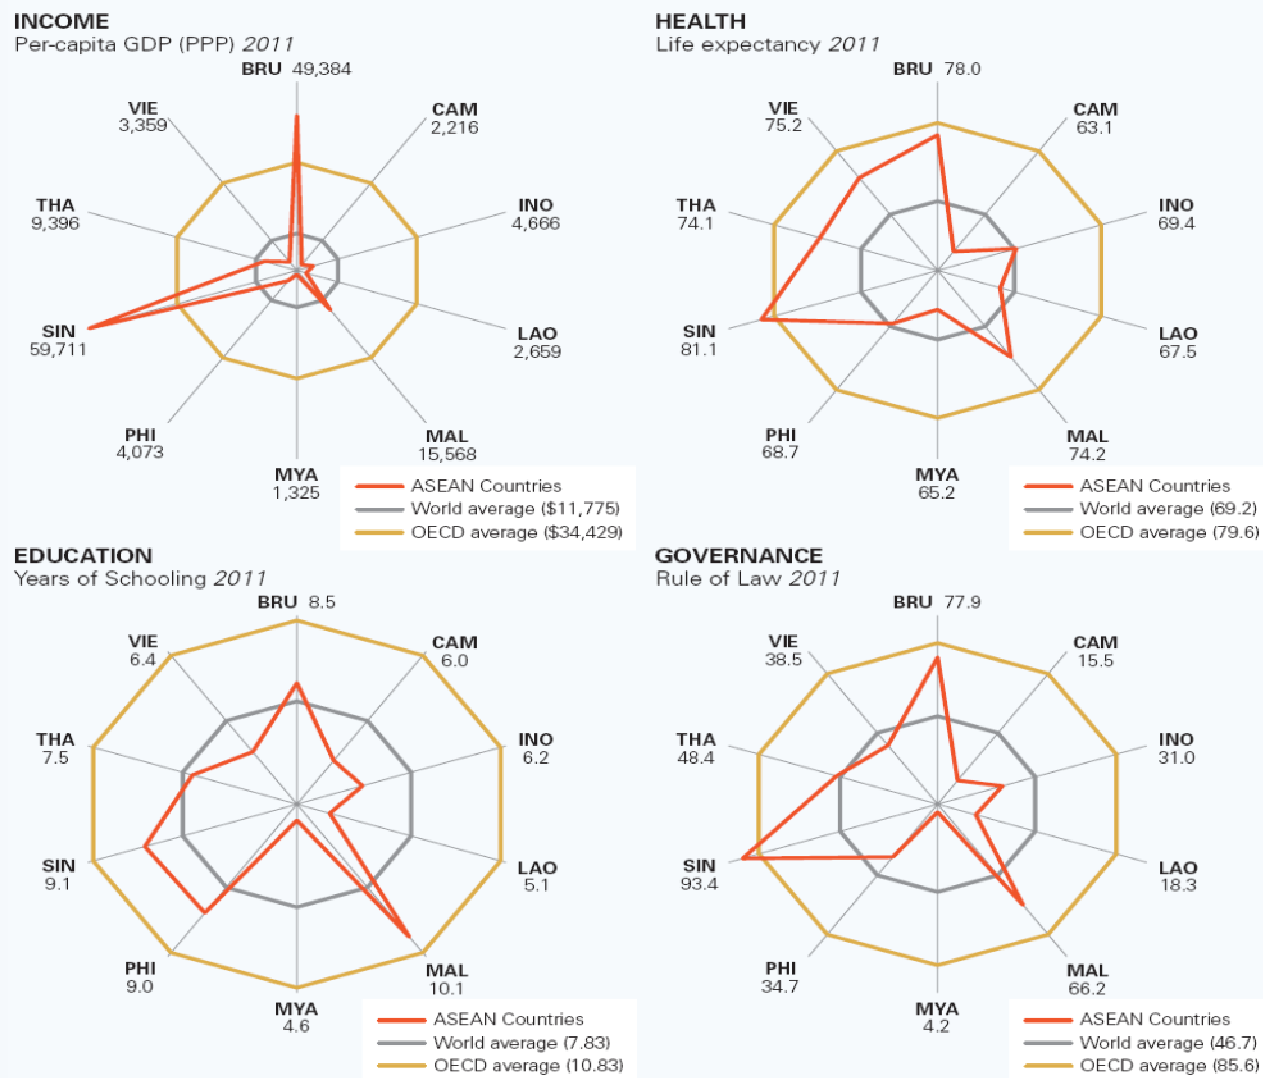 INCOME
Per-capita GDP (PPP) 2011
BRU 49,384
CAM
2,216
INO
4,666
LAO
2,659
MAL
15,568
MYA
1,325
PHI
4,073
SIN
59,711
THA
9,396
VIE
3,359
ASEAN Countries
World average ($11,775)
OECD average ($34,429)
HEALTH
Life expectancy 2011
BRU 78.0
CAM
63.1
INO
69.4
LAO
67.5
MAL
74.2
MYA
65.2
PHI
68.7
SIN
81.1
THA
74.1
VIE
75.2
ASEAN Countries
World average (69.2)
OECD average (79.6)
EDUCATION
Years of Schooling 2011
BRU 8.5
CAM
6.0
INO
6.2
LAO
5.1
MAL
10.1
MYA
4.6
PHI
9.0
SIN
9.1
THA
7.5
VIE
6.4
ASEAN Countries
World average (7.83)
OECD average (10.83)
GOVERNANCE
Rule of Law 2011
BRU 77.9
CAM
15.5
INO
31.0
LAO
18.3
MAL
66.2
MYA
4.2
PHI
34.7
SIN
93.4
THA
48.4
VIE
38.5
ASEAN Countries
World average (46.7)
OECD average (85.6)